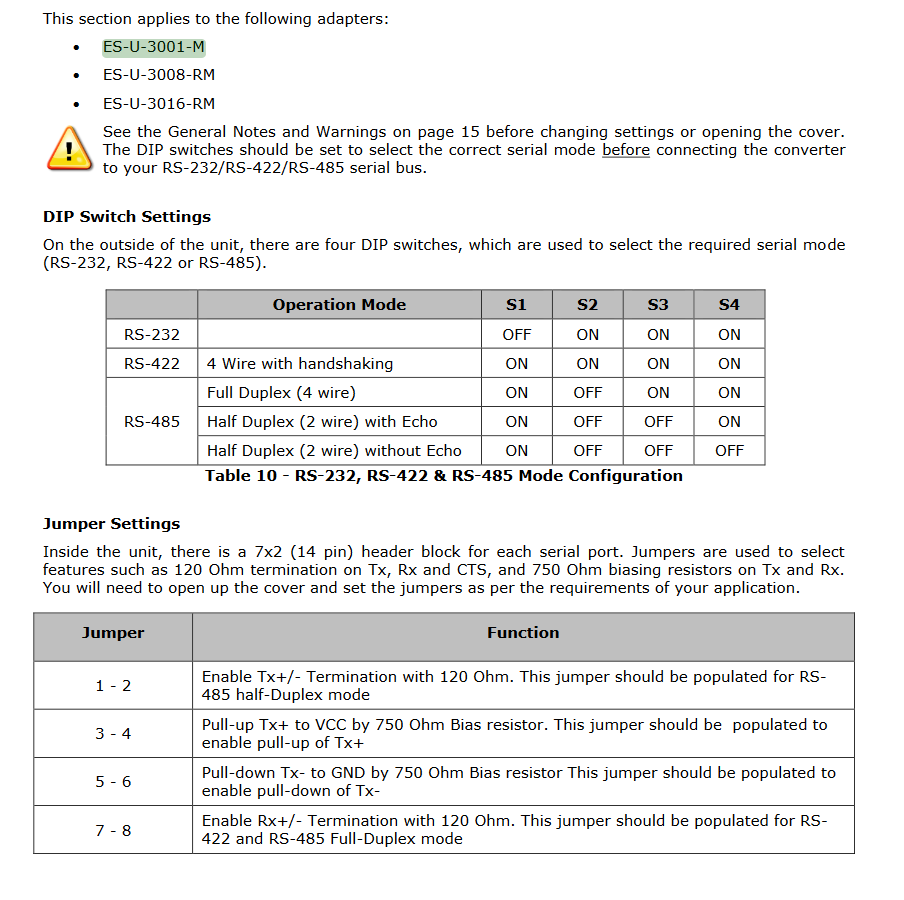 This section applies to the following adapters:
• ES-U-3001-M
• ES-U-3008-RM
• ES-U-3016-RM
See the General Notes and Warnings on page 15 before changing settings or opening the cover.
The DIP switches should be set to select the correct serial mode before connecting the converter
to your RS-232/RS-422/RS-485 serial bus.
DIP Switch Settings
On the outside of the unit, there are four DIP switches, which are used to select the required serial mode
(RS-232, RS-422 or RS-485).
Operation Mode S1 S2 S3 S4
RS-232 OFF ON ON ON
RS-422 4 Wire with handshaking ON ON ON ON
Full Duplex (4 wire) ON OFF ON ON
RS-485 Half Duplex (2 wire) with Echo ON OFF OFF ON
Half Duplex (2 wire) without Echo ON OFF OFF OFF
Table 10 - RS-232, RS-422 & RS-485 Mode Configuration
Jumper Settings
Inside the unit, there is a 7x2 (14 pin) header block for each serial port. Jumpers are used to select
features such as 120 Ohm termination on Tx, Rx and CTS, and 750 Ohm biasing resistors on Tx and Rx.
You will need to open up the cover and set the jumpers as per the requirements of your application.
Jumper Function
1 - 2 Enable Tx+/- Termination with 120 Ohm. This jumper should be populated for RS-
485 half-Duplex mode
3 - 4 Pull-up Tx+ to VCC by 750 Ohm Bias resistor. This jumper should be populated to
enable pull-up of Tx+
5 - 6 Pull-down Tx- to GND by 750 Ohm Bias resistor This jumper should be populated to
enable pull-down of Tx-
7 - 8 Enable Rx+/- Termination with 120 Ohm. This jumper should be populated for RS-
422 and RS-485 Full-Duplex mode